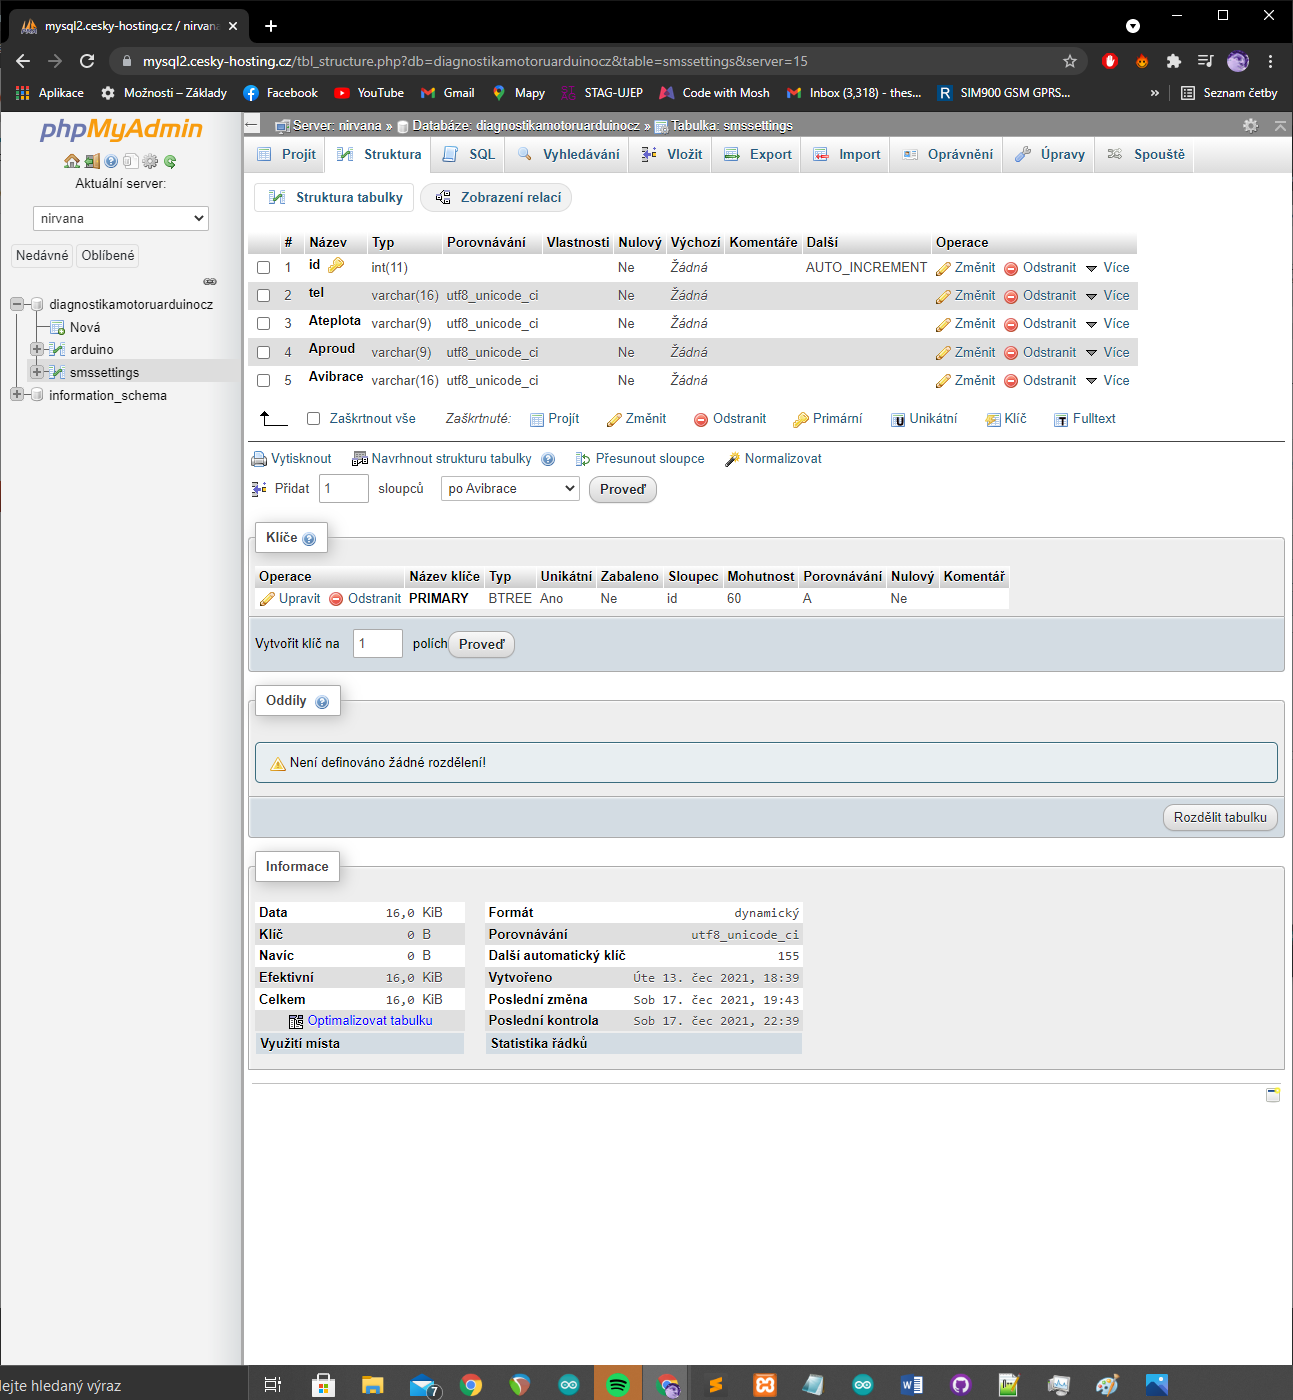 mysql2.cesky-hosting.cz / nirvana
mysql2.cesky-hosting.cz/tbl_structure.php?db=diagnostikamotoruarduinocz&table=smssettings&server=15
Aplikace Možnosti – Základy Facebook YouTube Gmail Mapy STAG-UJEP Code with Mosh Inbox (3,318) - thes... R SIM900 GSM GPRS... » Seznam četby
phpMyAdmin
Aktuální server:
nirvana
Nedávné Oblíbené
diagnostikamotoruarduinocz
Nová
arduino
smssettings
information_schema
Server: nirvana » Databáze: diagnostikamotoruarduinocz » Tabulka: smssettings
Projít Struktura SQL Vyhledávání Vložit Export Import Oprávnění Úpravy Spouště
Struktura tabulky Zobrazení relací
# Název Typ Porovnávání Vlastnosti Nulový Výchozí Komentáře Další Operace
1 id int(11) Ne Žádná AUTO_INCREMENT Změnit Odstranit Více
2 tel varchar(16) utf8_unicode_ci Ne Žádná Změnit Odstranit Více
3 Ateplota varchar(9) utf8_unicode_ci Ne Žádná Změnit Odstranit Více
4 Aproud varchar(9) utf8_unicode_ci Ne Žádná Změnit Odstranit Více
5 Avibrace varchar(16) utf8_unicode_ci Ne Žádná Změnit Odstranit Více
Zaškrtnout vše Zaškrtnuté: Projít Změnit Odstranit Primární U Unikátní Klíč T Fulltext
Vytisknout Navrhnout strukturu tabulky Přesunout sloupce Normalizovat
Přidat 1 sloupců po Avibrace Proveď
Klíče
Operace Název klíče Typ Unikátní Zabaleno Sloupec Mohutnost Porovnávání Nulový Komentář
Upravit Odstranit PRIMARY BTREE Ano Ne id 60 A Ne
Vytvořit klíč na 1 polích Proveď
Oddíly
Není definováno žádné rozdělení!
Rozdělit tabulku
Informace
Data 16,0 KiB
Klíč 0 B
Navíc 0 B
Efektivní 16,0 KiB
Celkem 16,0 KiB
Optimalizovat tabulku
Využití místa
Formát dynamický
Porovnávání utf8_unicode_ci
Další automatický klíč 155
Vytvořeno Úte 13. čec 2021, 18:39
Poslední změna Sob 17. čec 2021, 19:43
Poslední kontrola Sob 17. čec 2021, 22:39
Statistika řádků
lejte hledaný výraz
7